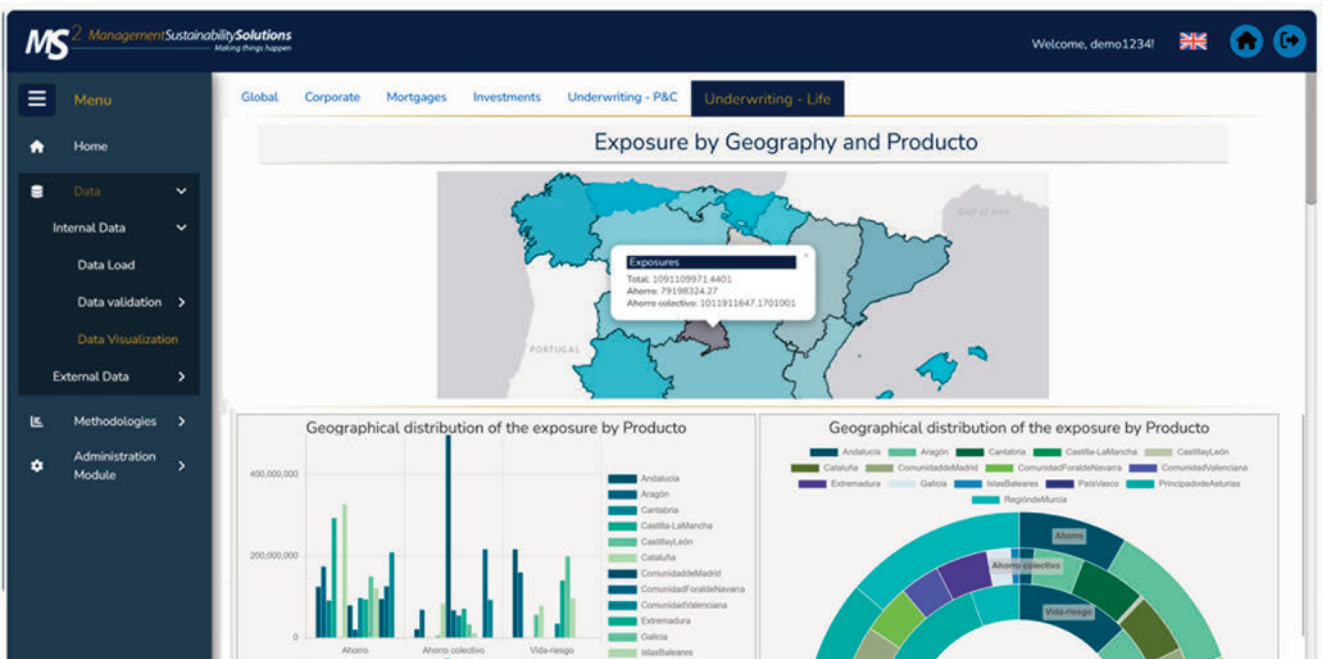 MS2 ManagementSustainabilitySolutions
Making things happen
Welcome, demo1234!
Menu
Home
Data
Internal Data
Data Load
Data validation
Data Visualization
External Data
Methodologies
Administration
Module
Global Corporate Mortgages Investments Underwriting - P&C Underwriting - Life
Exposure by Geography and Producto
PORTUGAL
Exposures
Total: 1091109971.4401
Ahorro: 79198324.27
Ahorro colectivo: 1011911647.1701001
Geographical distribution of the exposure by Producto
400,000,000
200,000,000
0
Ahorro Ahorro colectivo Vida-riesgo
Andalucía
Aragón
Cantabria
Castilla-LaMancha
CastillayLeón
Cataluña
ComunidaddeMadrid
ComunidadForaldeNavarra
ComunidadValenciana
Extremadura
Galicia
IslasBaleares
Geographical distribution of the exposure by Producto
Andalucía Aragón Cantabria Castilla-LaMancha CastillayLeón
Cataluña ComunidaddeMadrid ComunidadForaldeNavarra ComunidadValenciana
Extremadura Galicia IslasBaleares PaísVasco PrincipadodeAsturias
RegióndeMurcia
Ahorro
Ahorro colectivo
Vida-riesgo